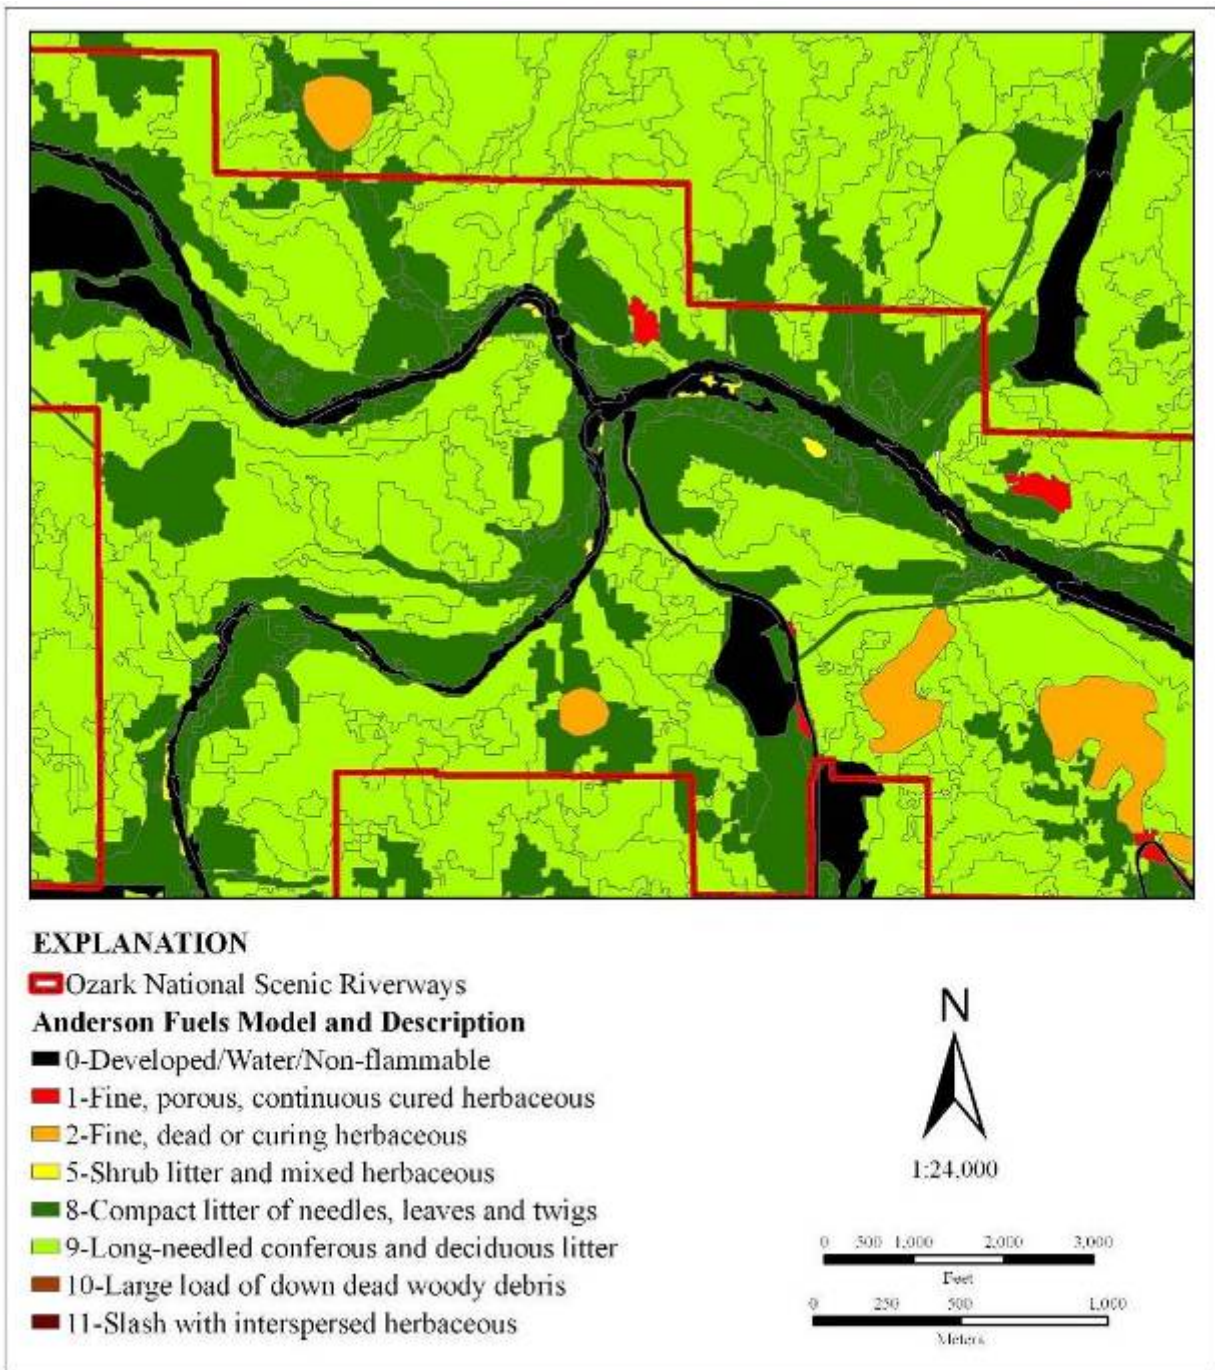 EXPLANATION
Ozark National Scenic Riverways
Anderson Fuels Model and Description
0-Developed/Water/Non-flammable
1-Fine, porous, continuous cured herbaceous
2-Fine, dead or curing herbaceous
5-Shrub litter and mixed herbaceous
8-Compact litter of needles, leaves and twigs
9-Long-needled conferous and deciduous litter
10-Large load of down dead woody debris
11-Slash with interspersed herbaceous
N
1:24,000
0 500 1,000 2,000 3,000
Feet
0 250 500 1,000
Meters